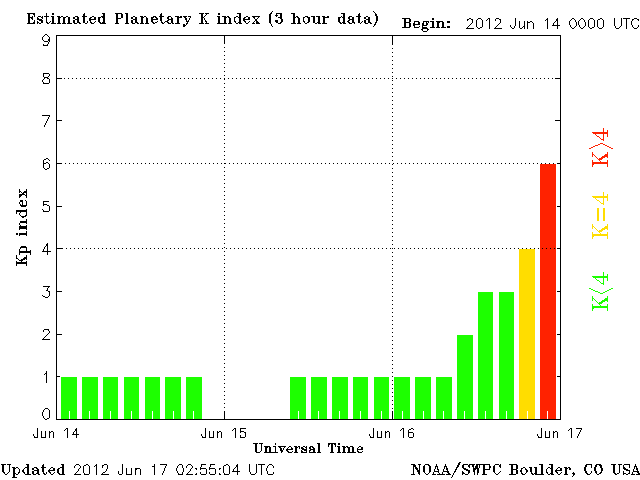 Estimated Planetary K index (3 hour data) Begin: 2012 Jun 14 0000 UTC
9
8
7
6
5
4
3
2
1
0
Kp index
K<4 K=4 K>4
Jun 14 Jun 15 Jun 16 Jun 17
Universal Time
Updated 2012 Jun 17 02:55:04 UTC NOAA/SWPC Boulder, CO USA